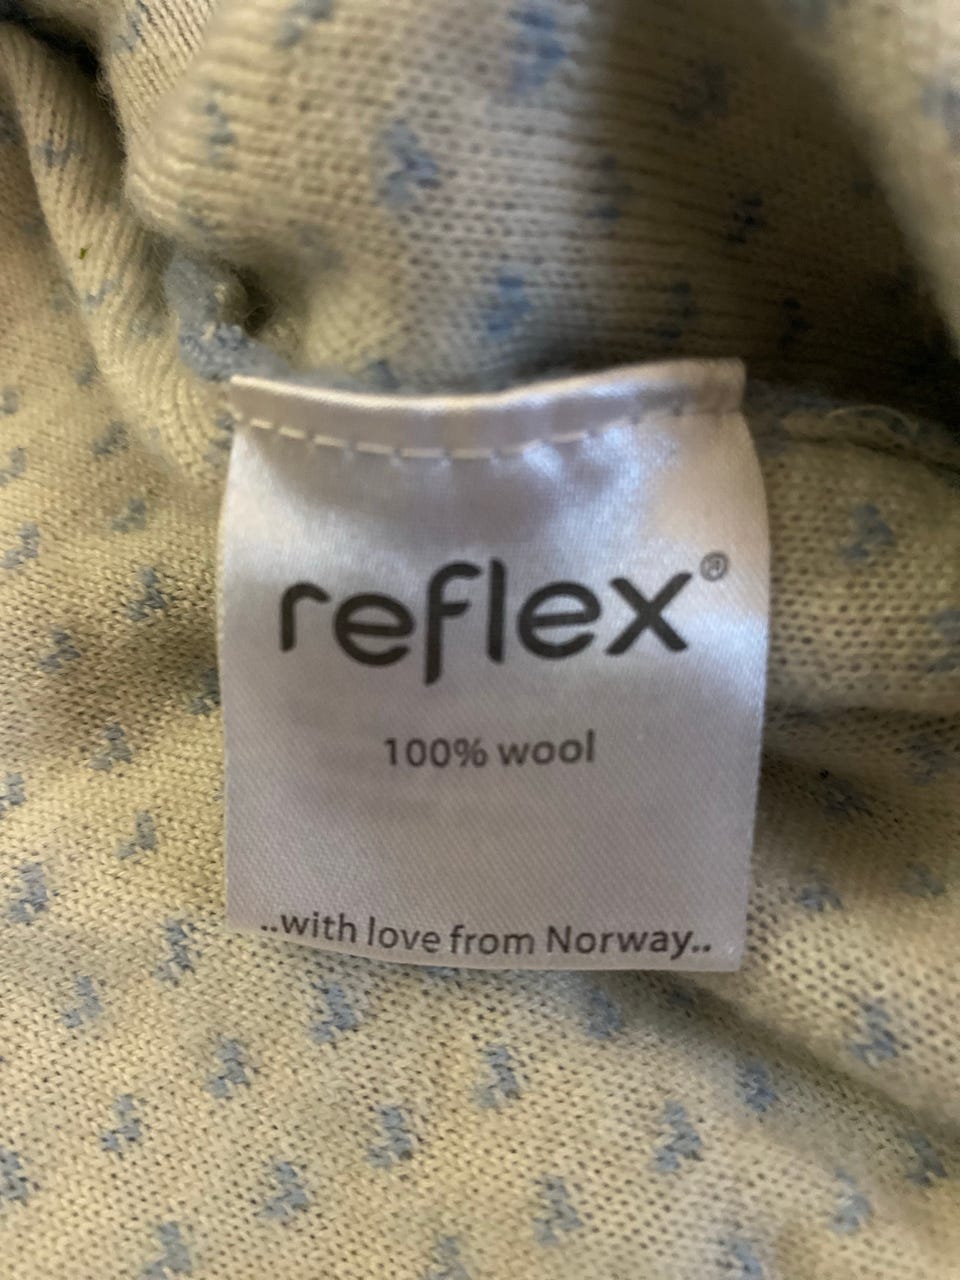 reflex®
100% wool
..with love from Norway..